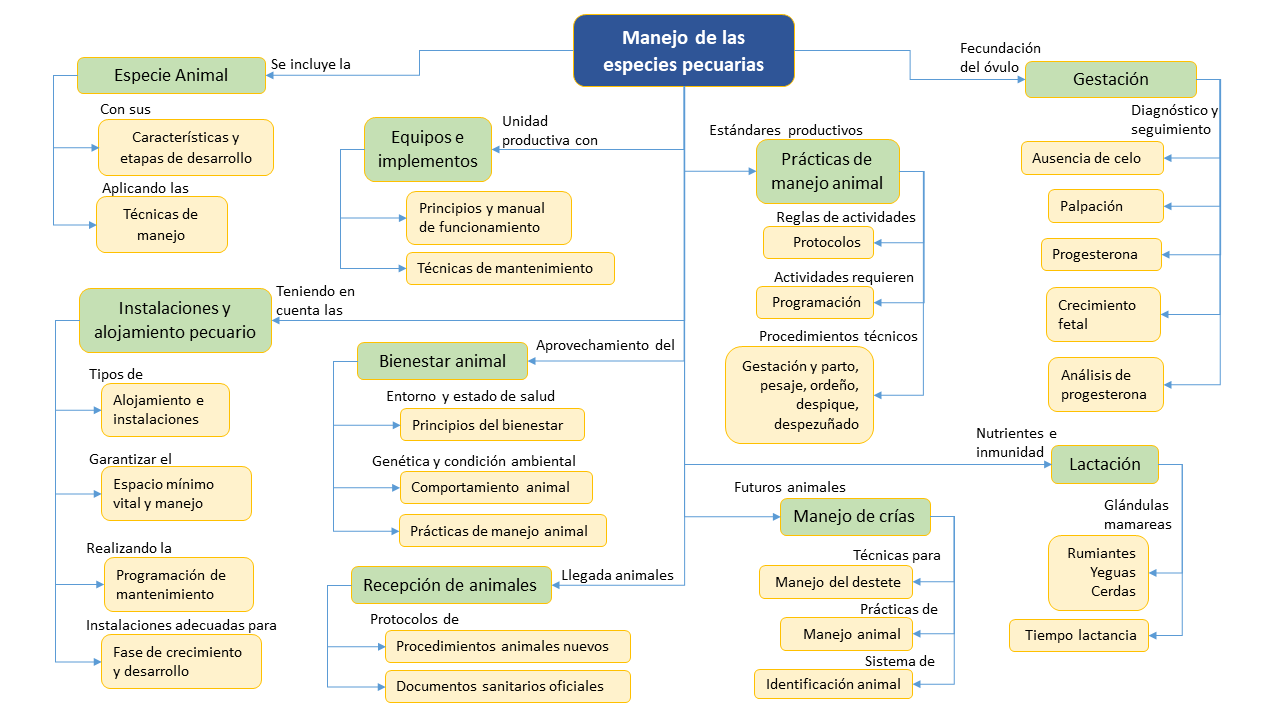 Manejo de las
especies pecuarias
Se incluye la
Especie Animal
Con sus
Características y
etapas de desarrollo
Aplicando las
Técnicas de
manejo
Unidad
productiva con
Equipos e
implementos
Principios y manual
de funcionamiento
Técnicas de mantenimiento
Teniendo en
cuenta las
Instalaciones y
alojamiento pecuario
Tipos de
Alojamiento e
instalaciones
Garantizar el
Espacio mínimo
vital y manejo
Realizando la
Programación de
mantenimiento
Instalaciones adecuadas para
Fase de crecimiento
y desarrollo
Aprovechamiento del
Bienestar animal
Entorno y estado de salud
Principios del bienestar
Genética y condición ambiental
Comportamiento animal
Prácticas de manejo animal
Llegada animales
Recepción de animales
Protocolos de
Procedimientos animales nuevos
Documentos sanitarios oficiales
Estándares productivos
Prácticas de
manejo animal
Reglas de actividades
Protocolos
Actividades requieren
Programación
Procedimientos técnicos
Gestación y parto,
pesaje, ordeño,
despique,
despezuñado
Futuros animales
Manejo de crías
Técnicas para
Manejo del destete
Prácticas de
Manejo animal
Sistema de
Identificación animal
Fecundación
del óvulo
Gestación
Diagnóstico y
seguimiento
Ausencia de celo
Palpación
Progesterona
Crecimiento
fetal
Análisis de
progesterona
Nutrientes e
inmunidad
Lactación
Glándulas
mamareas
Rumiantes
Yeguas
Cerdas
Tiempo lactancia